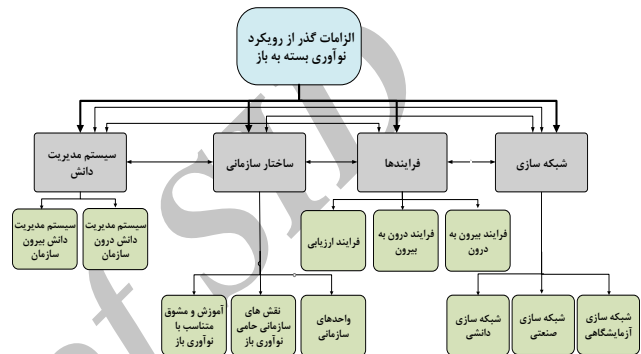 الزامات گذر از رویکرد
نوآوری بسته به باز
شبکه سازی
فرایندها
ساختار سازمانی
سیستم مدیریت
دانش
فرایند بیرون به
درون
فرایند درون به
بیرون
فرایند ارزیابی
سیستم مدیریت
دانش درون
سازمان
سیستم مدیریت
دانش بیرون
سازمان
شبکه سازی
آزمایشگاهی
شبکه سازی
صنعتی
شبکه سازی
دانشی
واحدهای
سازمانی
نقش های
سازمانی حامی
نوآوری باز
آموزش و مشوق
متناسب با
نوآوری باز
of SID